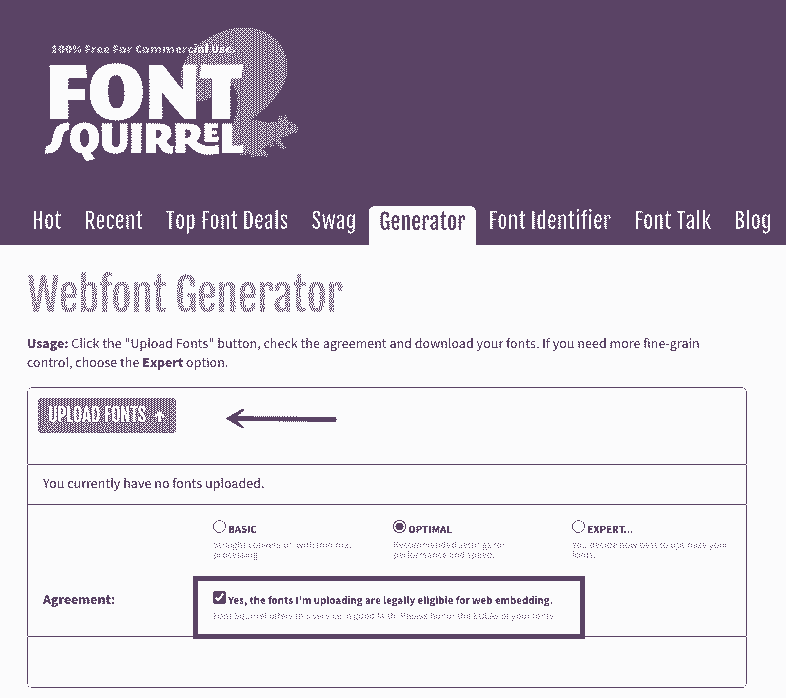 100% Free For Commercial Use.
FONT
SQUIRREL
Hot Recent Top Font Deals Swag Generator Font Identifier Font Talk Blog
Webfont Generator
Usage: Click the "Upload Fonts" button, check the agreement and download your fonts. If you need more fine-grain
control, choose the Expert option.
UPLOAD FONTS
You currently have no fonts uploaded.
BASIC OPTIMAL EXPERT...
Straight conversion with minimal Recommended settings for You decide how best to optimize your
processing. performance and speed. fonts.
Agreement: Yes, the fonts I'm uploading are legally eligible for web embedding.
Font Squirrel offers this service in good faith. Please honor the EULAs of your fonts.